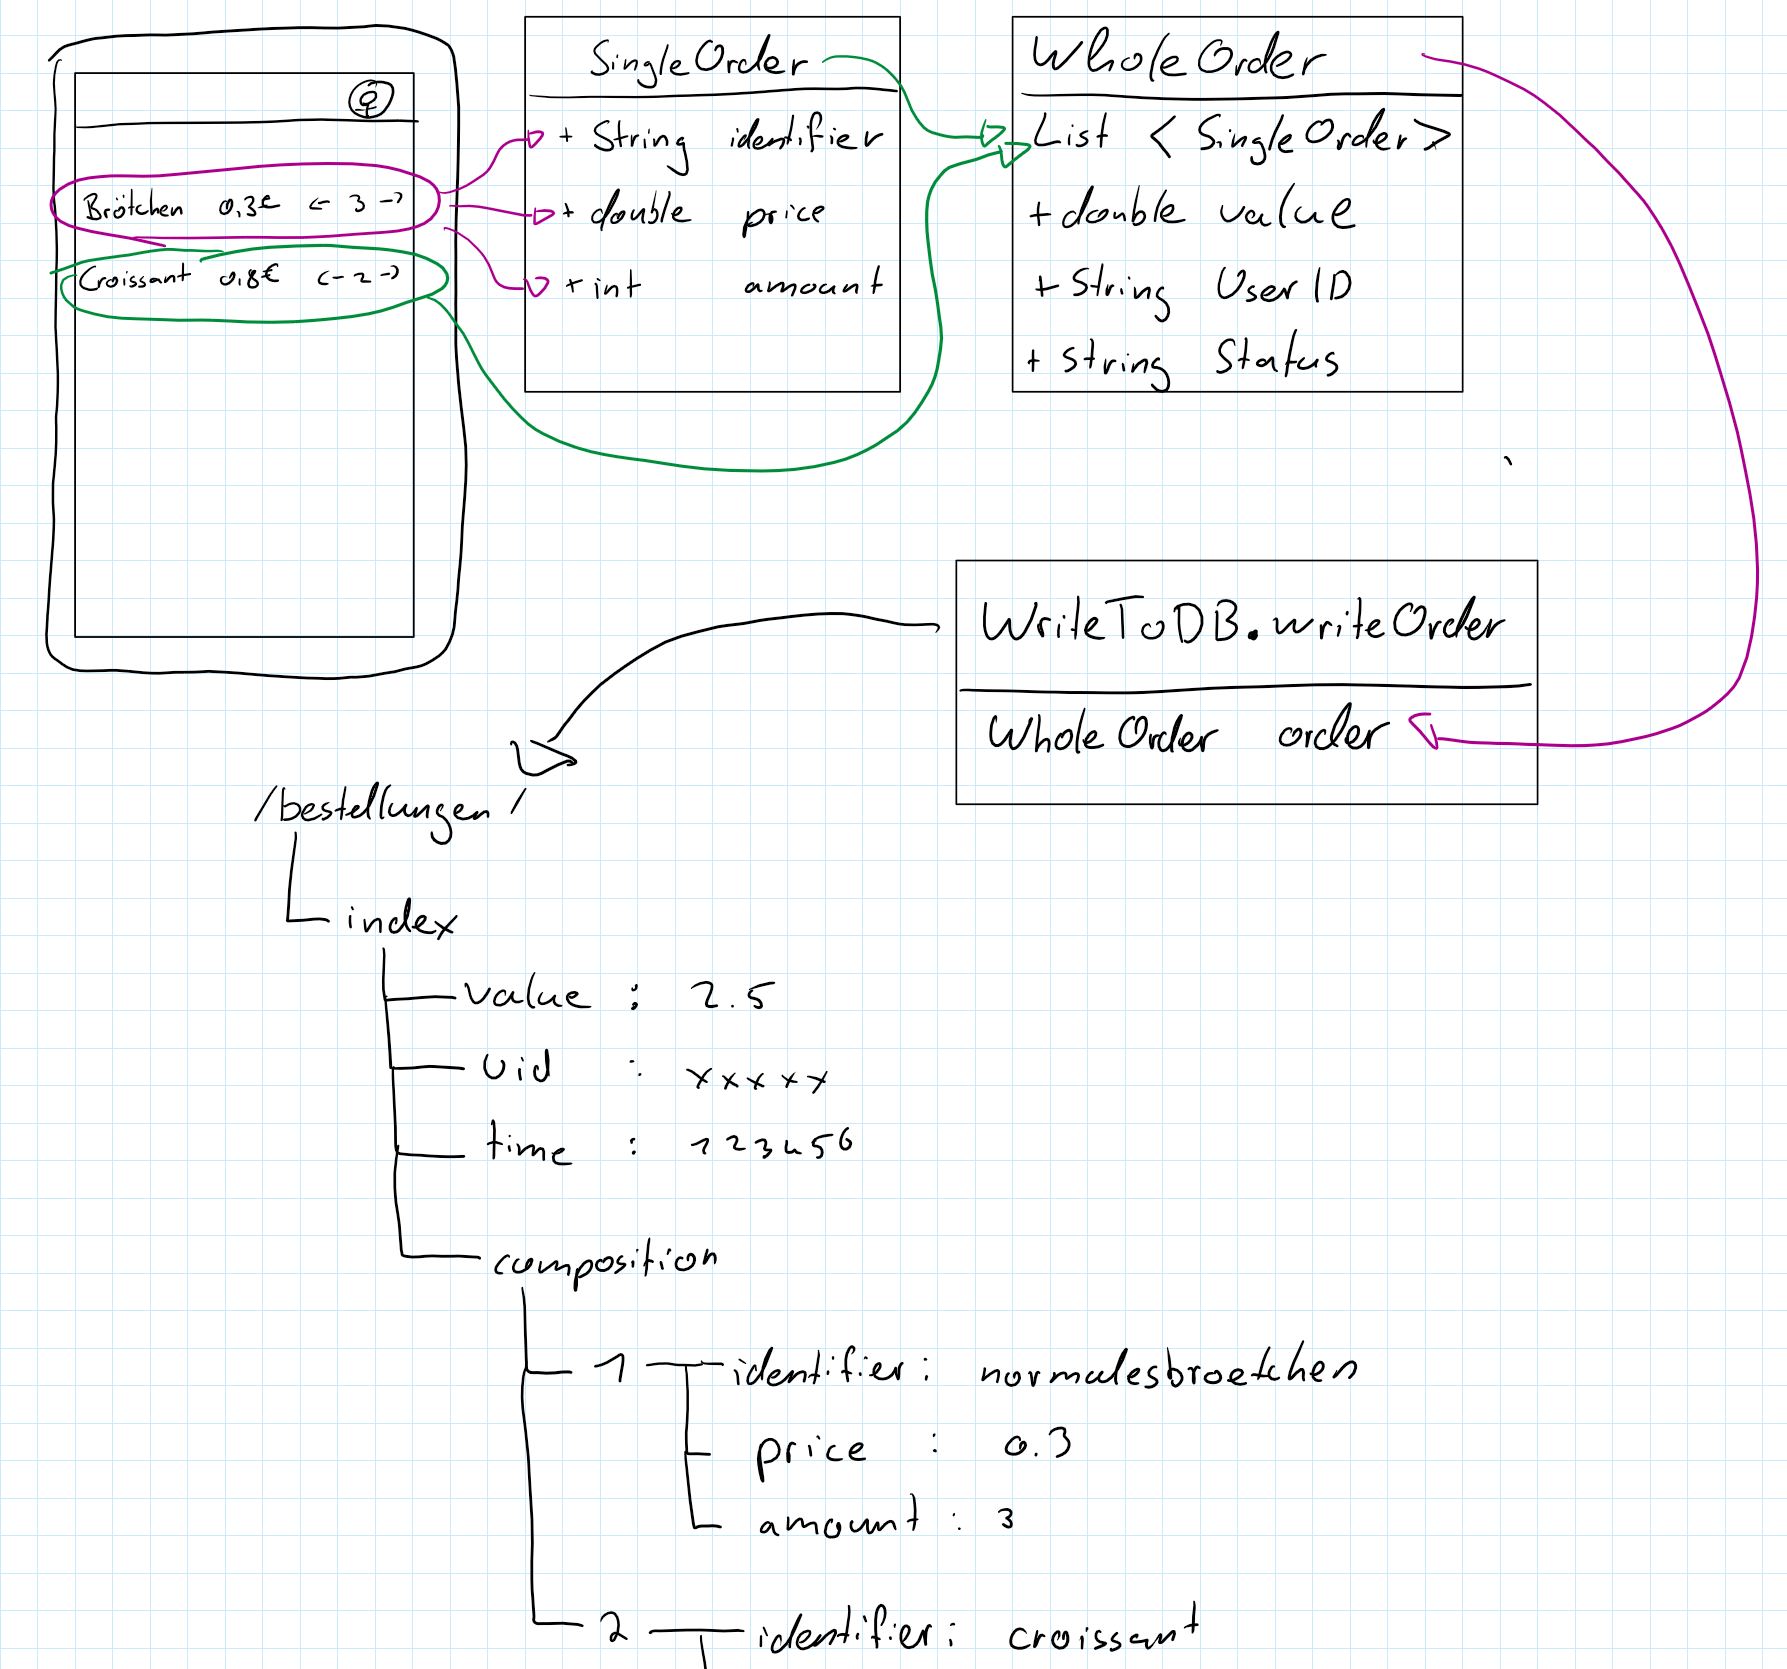 Brötchen 0,3€ <- 3 ->
Croissant 0,8€ <- 2 ->
SingleOrder
+ String identifier
+ double price
+ int amount
WholeOrder
List <SingleOrder>
+ double value
+ String UserID
+ String Status
WriteToDB.writeOrder
WholeOrder order
/bestellungen/
index
value : 2.5
uid : xxxxx
time : 123456
composition
1 identifier : normalesbroetchen
price : 0.3
amount : 3
2 identifier : croissant